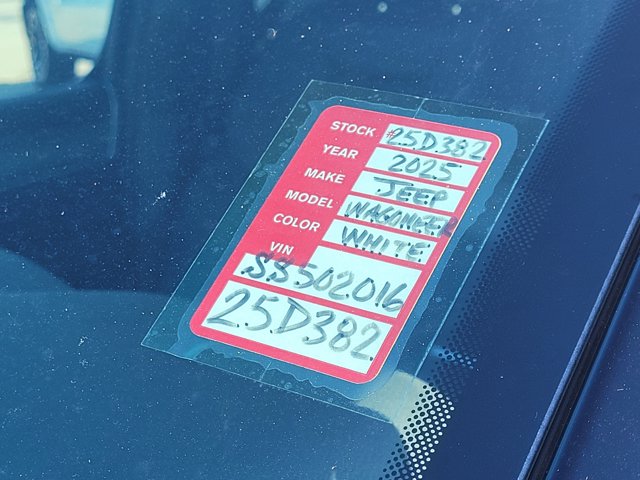 STOCK #25D382
YEAR 2025
MAKE JEEP
MODEL WAGONEER
COLOR WHITE
VIN
SS502016
25D382